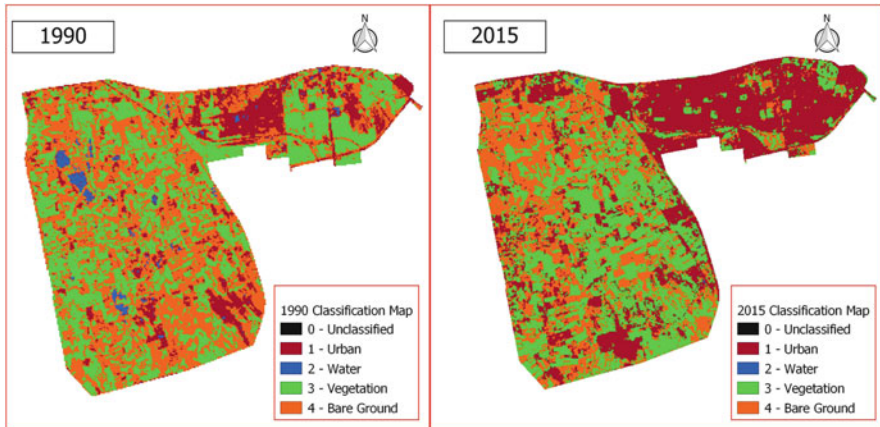 1990
N
1990 Classification Map
0 - Unclassified
1 - Urban
2 - Water
3 - Vegetation
4 - Bare Ground
2015
N
2015 Classification Map
0 - Unclassified
1 - Urban
2 - Water
3 - Vegetation
4 - Bare Ground